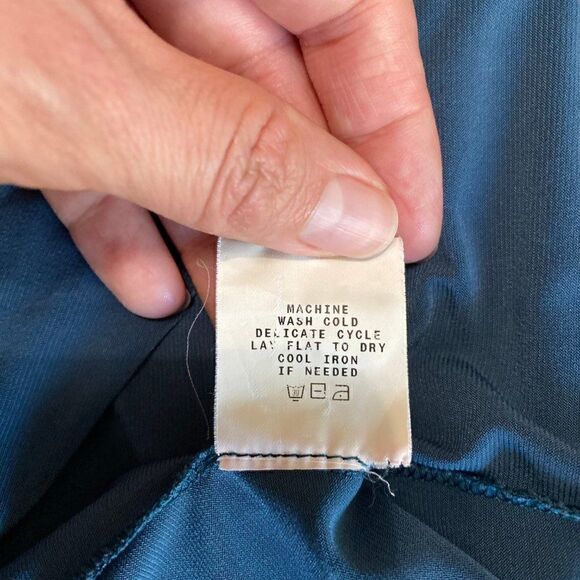 MACHINE
WASH COLD
DELICATE CYCLE
LAY FLAT TO DRY
COOL IRON
IF NEEDED